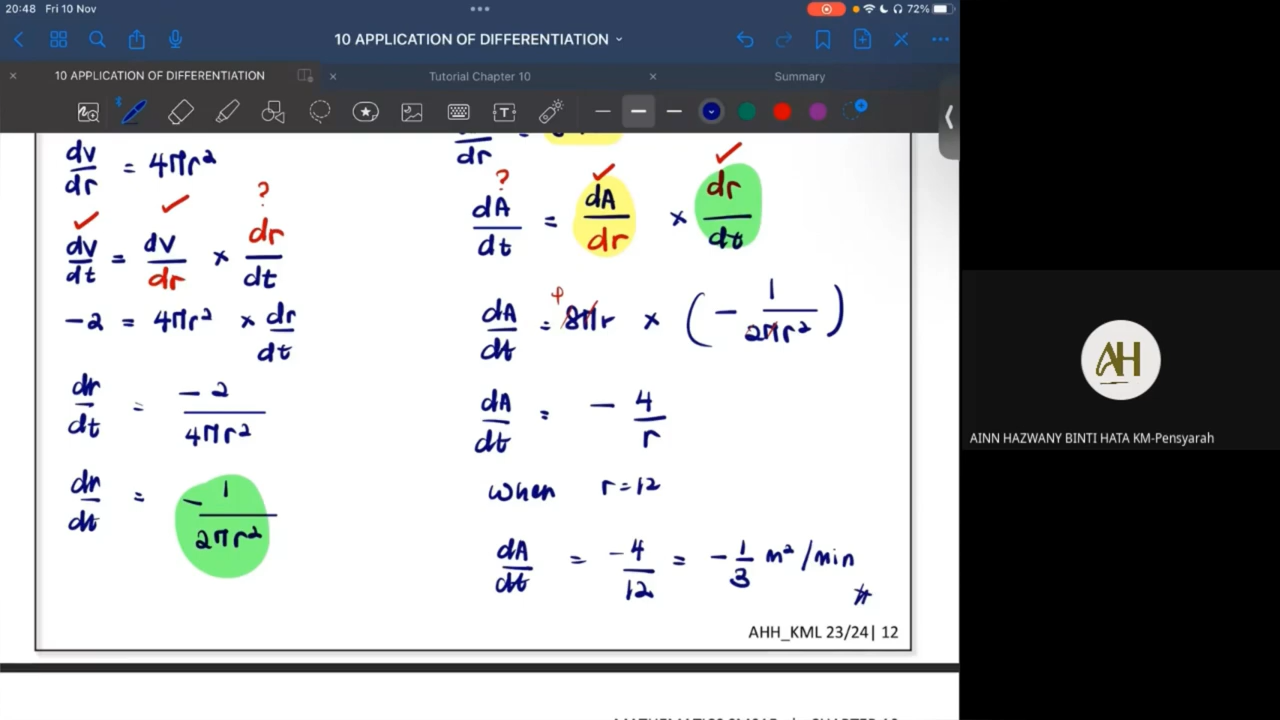 20:48 Fri 10 Nov
72%
10 APPLICATION OF DIFFERENTIATION
10 APPLICATION OF DIFFERENTIATION
Tutorial Chapter 10
Summary
dv/dr = 4πr²
?
dv/dt = dv/dr × dr/dt
-2 = 4πr² × dr/dt
dr/dt = -2/4πr²
dr/dt = -1/2πr²
dr
?
dA/dt = dA/dr × dr/dt
dA/dt = 8πr × (-1/2πr²)
dA/dt = -4/r
when r=12
dA/dt = -4/12 = -1/3 m²/min
AHH_KML 23/24| 12
AH
AINN HAZWANY BINTI HATA KM-Pensyarah